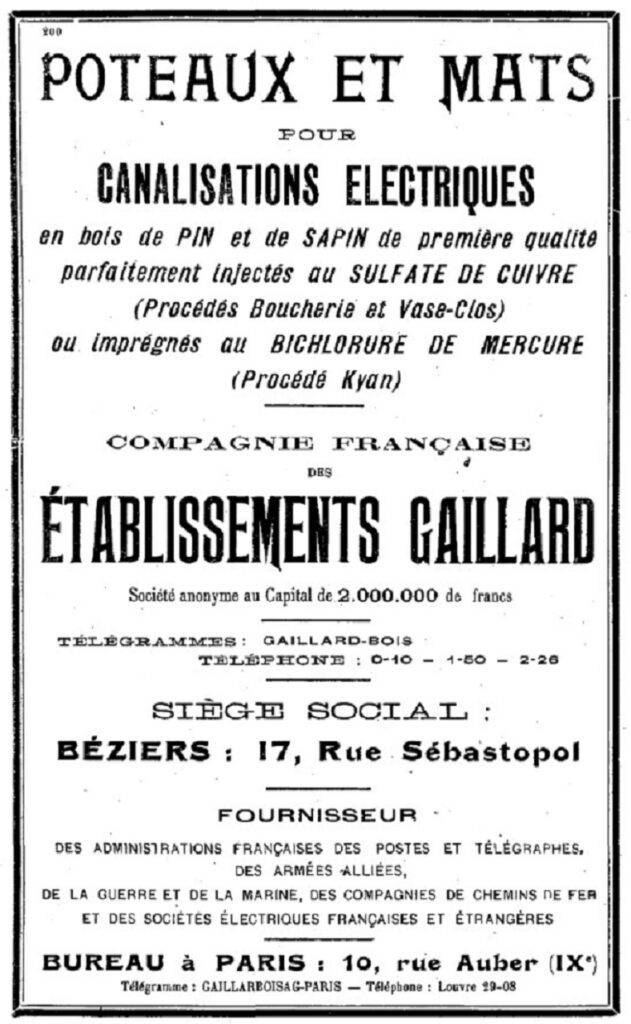 200
POTEAUX ET MATS
POUR
CANALISATIONS ELECTRIQUES
en bois de PIN et de SAPIN de première qualité
parfaitement injectés au SULFATE DE CUIVRE
(Procédés Boucherie et Vase-Clos)
ou imprégnés au BICHLORURE DE MERCURE
(Procédé Kyan)
COMPAGNIE FRANÇAISE
DES
ÉTABLISSEMENTS GAILLARD
Société anonyme au Capital de 2.000.000 de francs
TÉLÉGRAMMES : GAILLARD-BOIS
TÉLÉPHONE : 0-10 — 1-50 — 2-26
SIÈGE SOCIAL :
BÉZIERS : 17, Rue Sébastopol
FOURNISSEUR
DES ADMINISTRATIONS FRANÇAISES DES POSTES ET TÉLÉGRAPHES,
DES ARMÉES ALLIÉES,
DE LA GUERRE ET DE LA MARINE, DES COMPAGNIES DE CHEMINS DE FER
ET DES SOCIÉTÉS ÉLECTRIQUES FRANÇAISES ET ÉTRANGÈRES
BUREAU à PARIS : 10, rue Auber (IXe)
Télégramme : GAILLARBOISAG-PARIS — Téléphone : Louvre 29-08